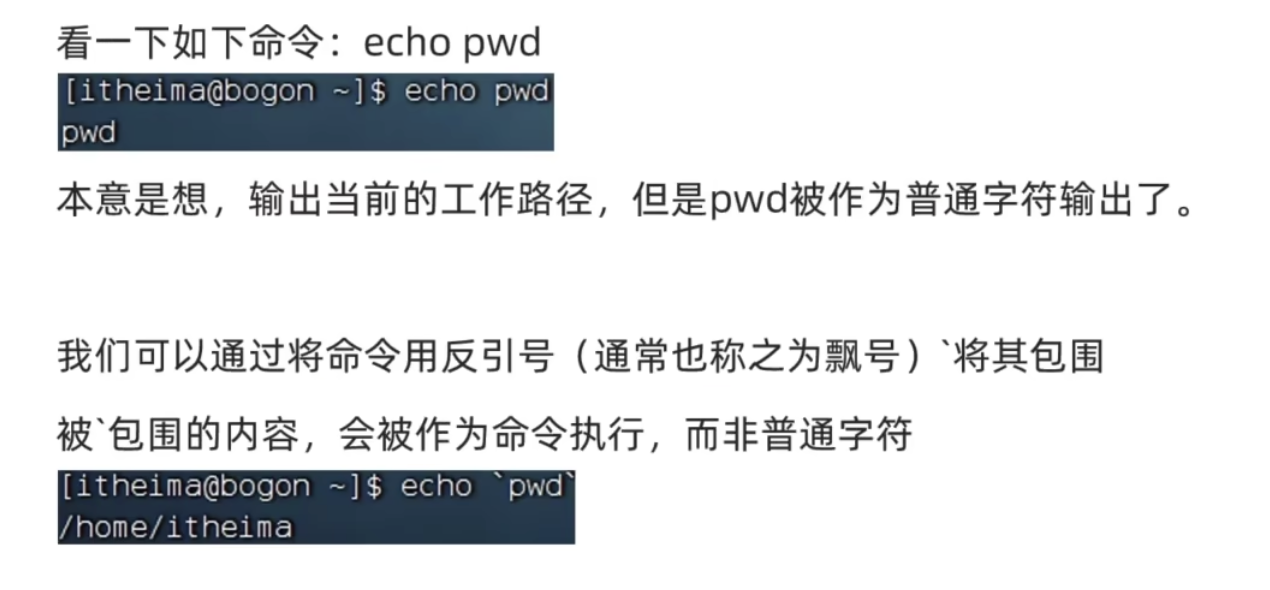 看一下如下命令：echo pwd
[itheima@bogon ~]$ echo pwd
pwd
本意是想，输出当前的工作路径，但是pwd被作为普通字符输出了。
我们可以通过将命令用反引号（通常也称之为飘号）`将其包围
被`包围的内容，会被作为命令执行，而非普通字符
[itheima@bogon ~]$ echo `pwd`
/home/itheima